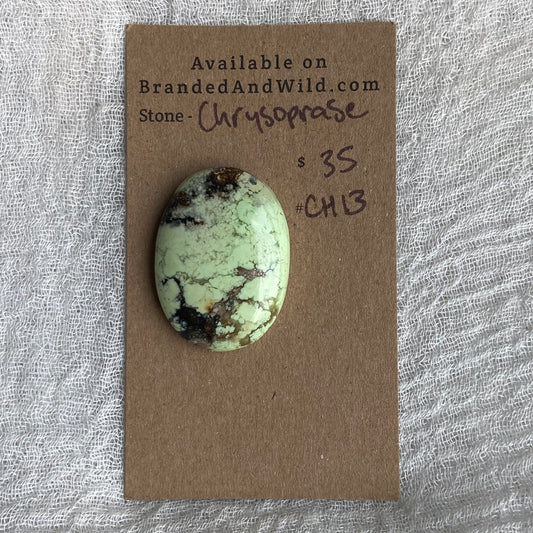 Available on
BrandedAndWild.com
Stone - Chrysoprase
$ 35
#CH13